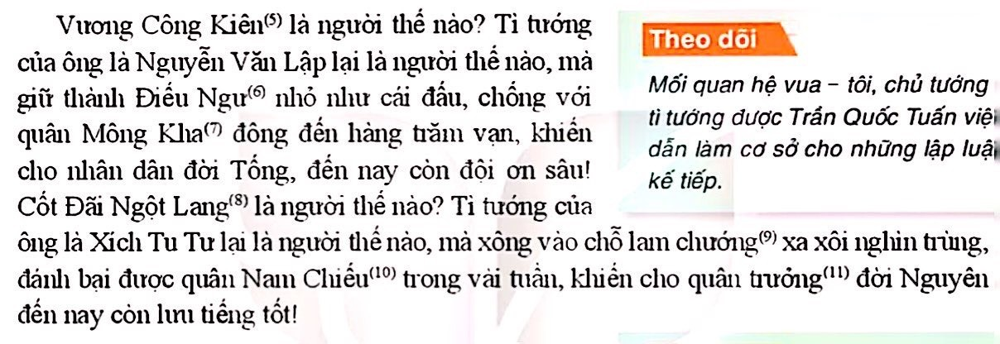 Vương Công Kiên⁽⁵⁾ là người thế nào? Tì tướng
của ông là Nguyễn Văn Lập lại là người thế nào, mà
giữ thành Điếu Ngư⁽⁶⁾ nhỏ như cái đấu, chống với
quân Mông Kha⁽⁷⁾ đông đến hàng trăm vạn, khiến
cho nhân dân đời Tống, đến nay còn đội ơn sâu!
Cốt Đãi Ngột Lang⁽⁸⁾ là người thế nào? Tì tướng của
ông là Xích Tu Tư lại là người thế nào, mà xông vào chỗ lam chướng⁽⁹⁾ xa xôi nghìn trùng,
đánh bại được quân Nam Chiếu⁽¹⁰⁾ trong vài tuần, khiến cho quân trưởng⁽¹¹⁾ đời Nguyên
đến nay còn lưu tiếng tốt!
Theo dõi
Mối quan hệ vua – tôi, chủ tướng
tì tướng được Trần Quốc Tuấn việ
dẫn làm cơ sở cho những lập luậ
kế tiếp.